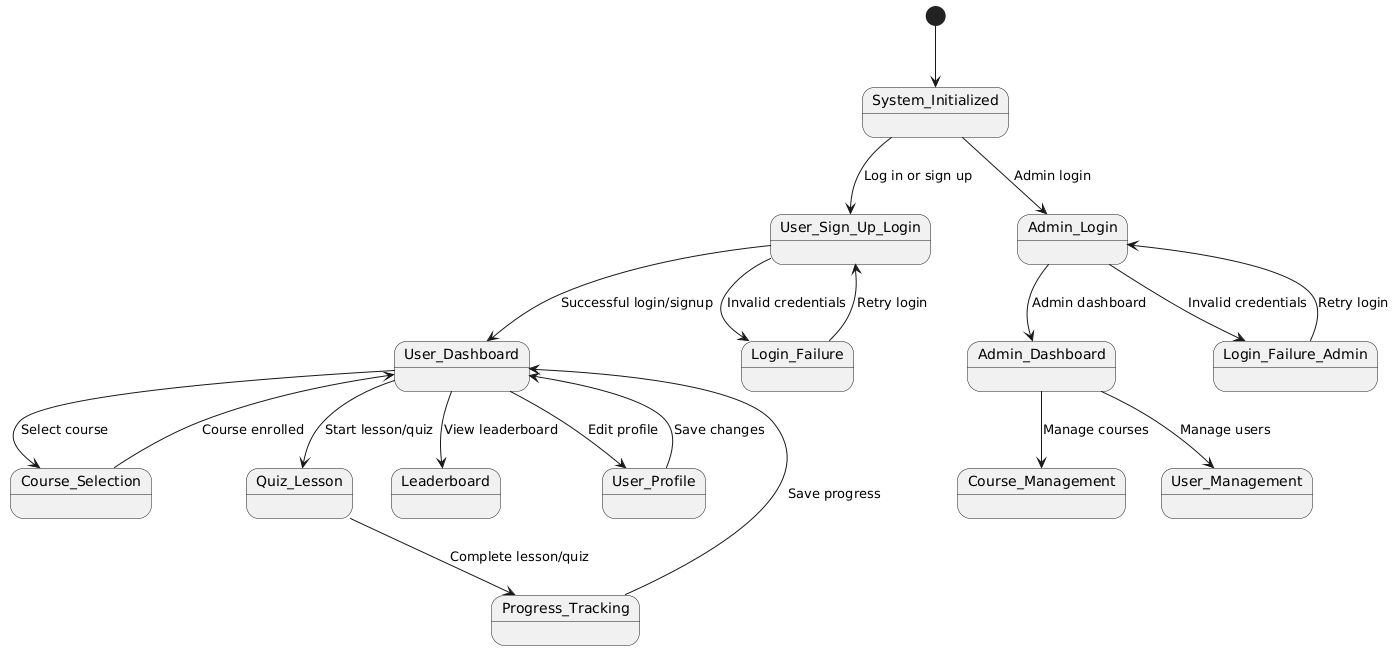 System_Initialized
Log in or sign up
Admin login
User_Sign_Up_Login
Admin_Login
Successful login/signup
Invalid credentials
Retry login
Admin dashboard
Invalid credentials
Retry login
User_Dashboard
Login_Failure
Admin_Dashboard
Login_Failure_Admin
Select course
Course enrolled
Start lesson/quiz
View leaderboard
Edit profile
Save changes
Manage courses
Manage users
Course_Selection
Quiz_Lesson
Leaderboard
User_Profile
Save progress
Course_Management
User_Management
Complete lesson/quiz
Progress_Tracking